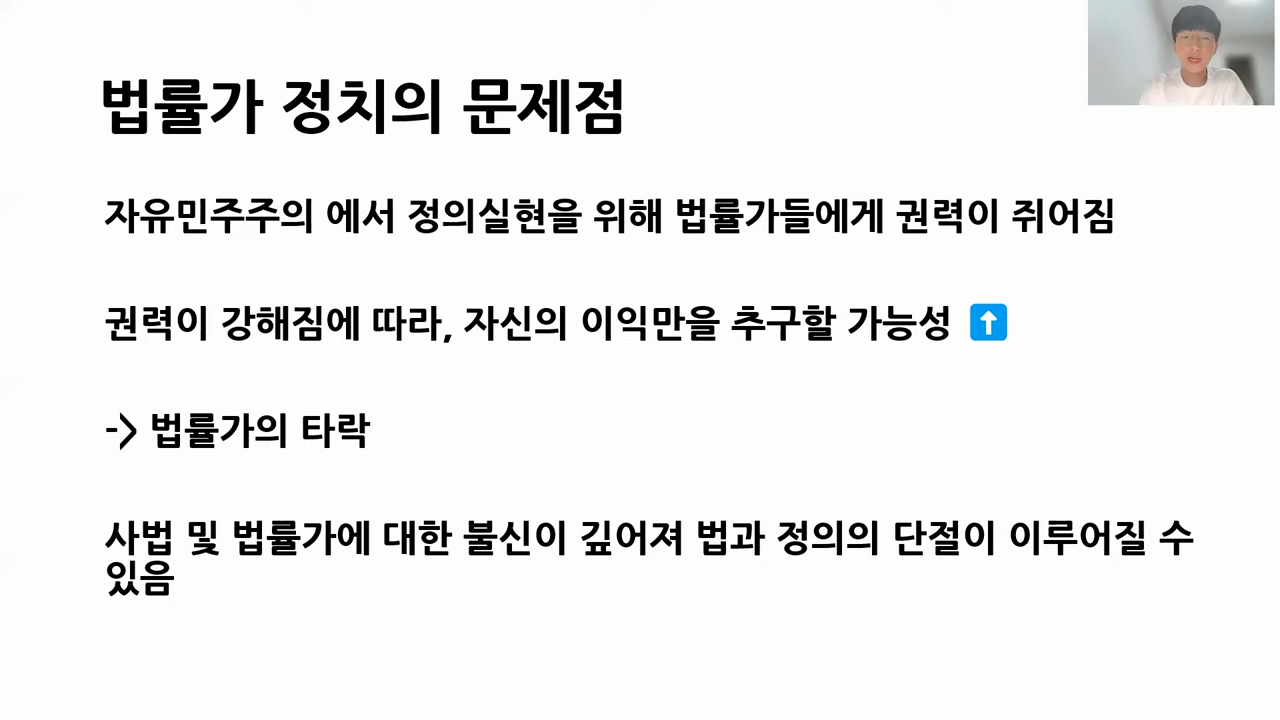 법률가 정치의 문제점
자유민주주의 에서 정의실현을 위해 법률가들에게 권력이 쥐어짐
권력이 강해짐에 따라, 자신의 이익만을 추구할 가능성 ⬆️
-> 법률가의 타락
사법 및 법률가에 대한 불신이 깊어져 법과 정의의 단절이 이루어질 수
있음